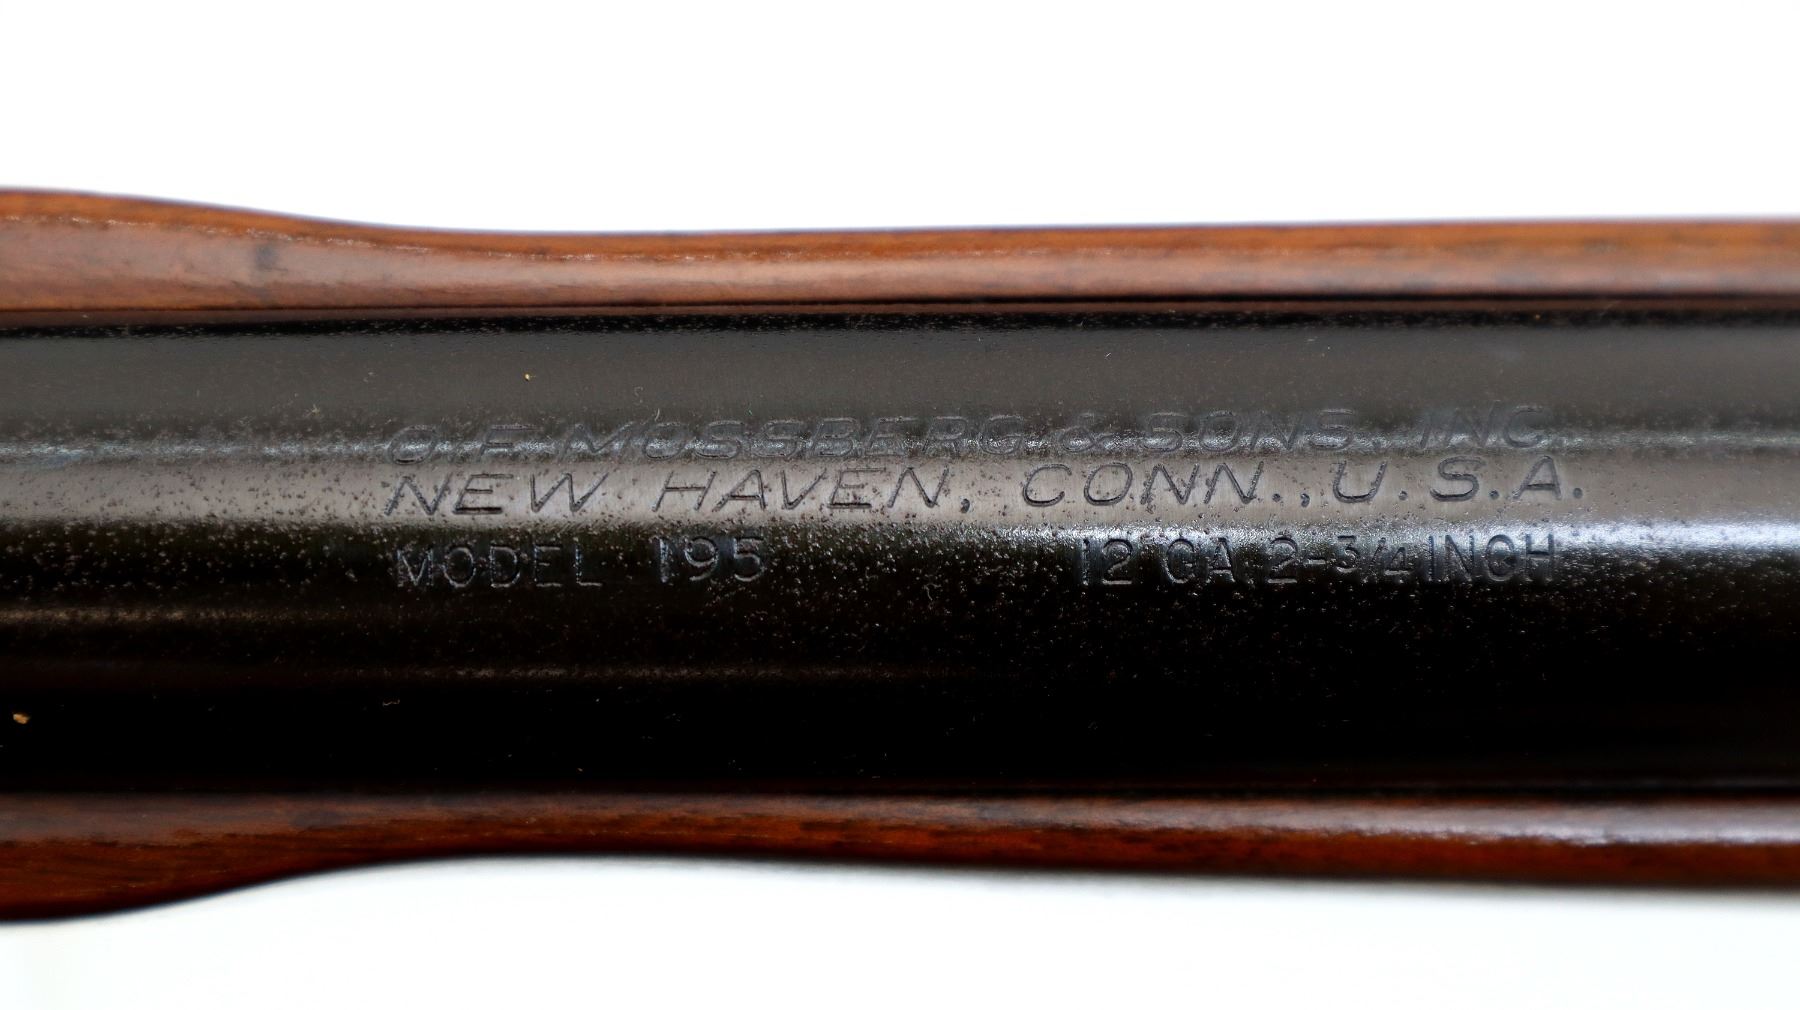 O.F. MOSSBERG & SONS, INC.
NEW HAVEN, CONN., U.S.A.
MODEL 195 12 GA 2-3/4 INCH